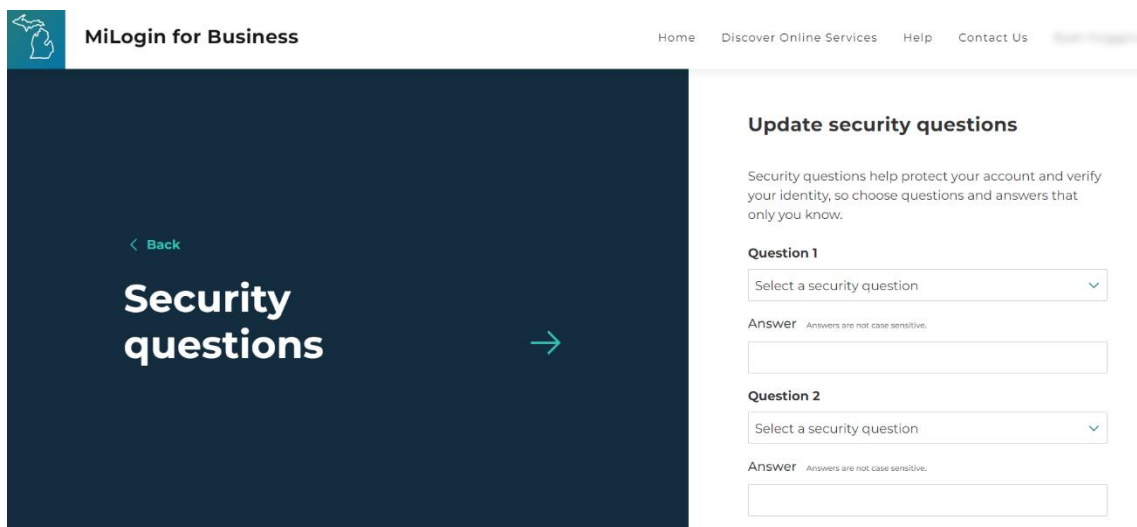 MiLogin for Business
Home Discover Online Services Help Contact Us
Back
Security
questions
Update security questions
Security questions help protect your account and verify
your identity, so choose questions and answers that
only you know.
Question 1
Select a security question
Answer Answers are not case sensitive.
Question 2
Select a security question
Answer Answers are not case sensitive.